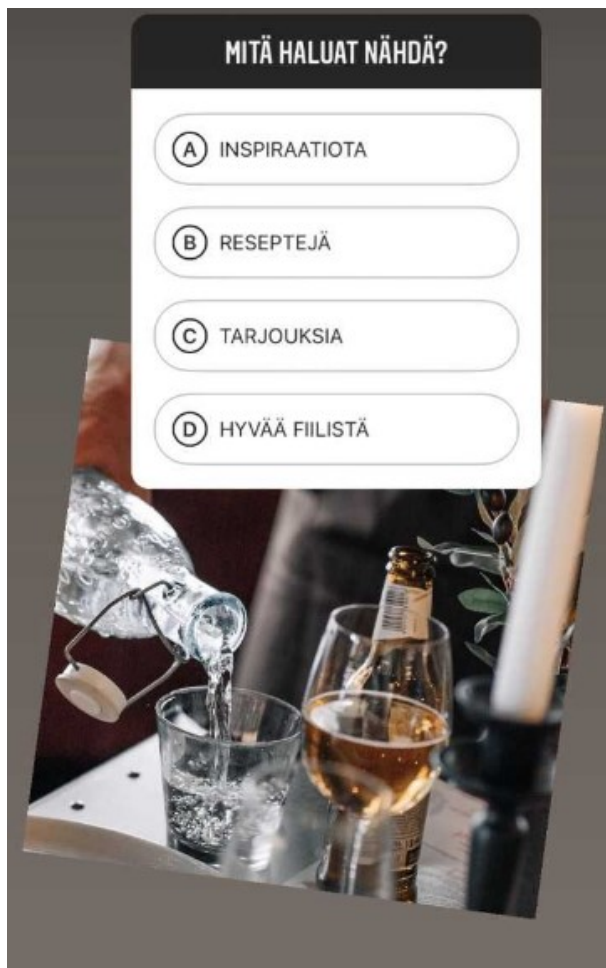 MITÄ HALUAT NÄHDÄ?
A INSPIRAATIOTA
B RESEPTEJÄ
C TARJOUKSIA
D HYVÄÄ FIILISTÄ